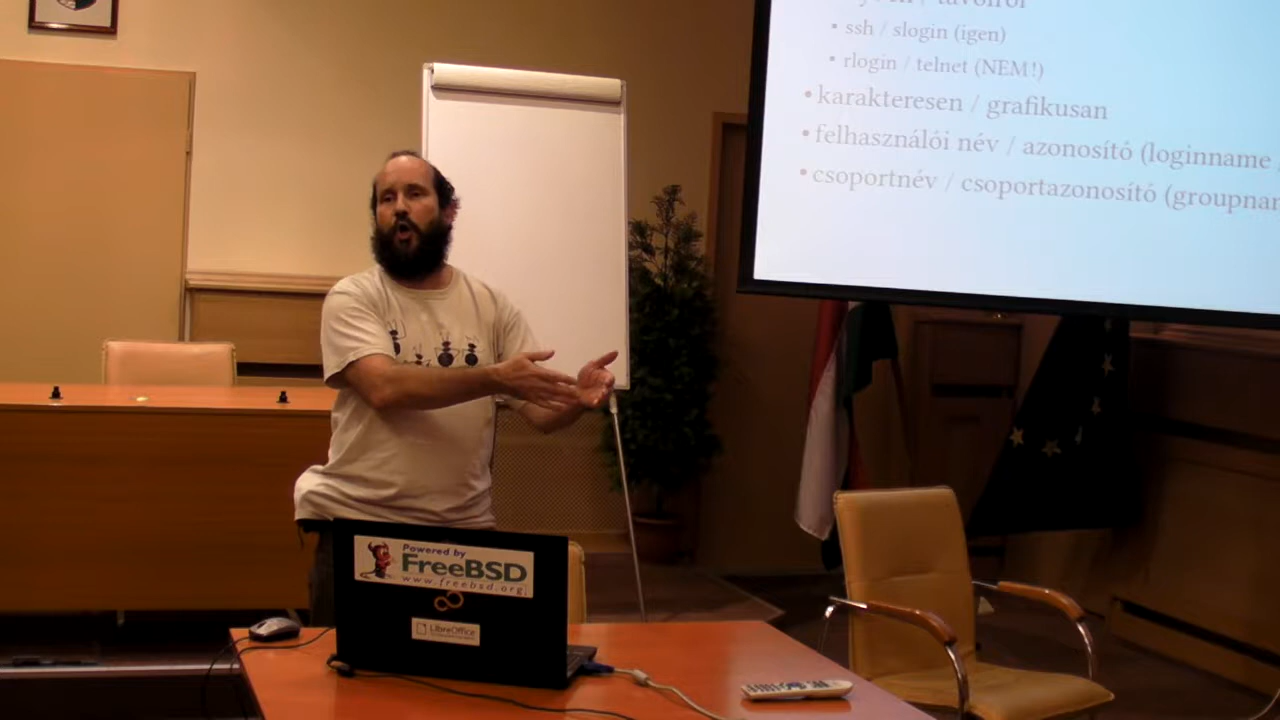 ssh / slogin (igen)
rlogin / telnet (NEM!)
karakteresen / grafikusan
felhasználói név / azonosító (loginname
csoportnév / csoportazonosító (groupnam
Powered by
FreeBSD
www.freebsd.org
LibreOffice